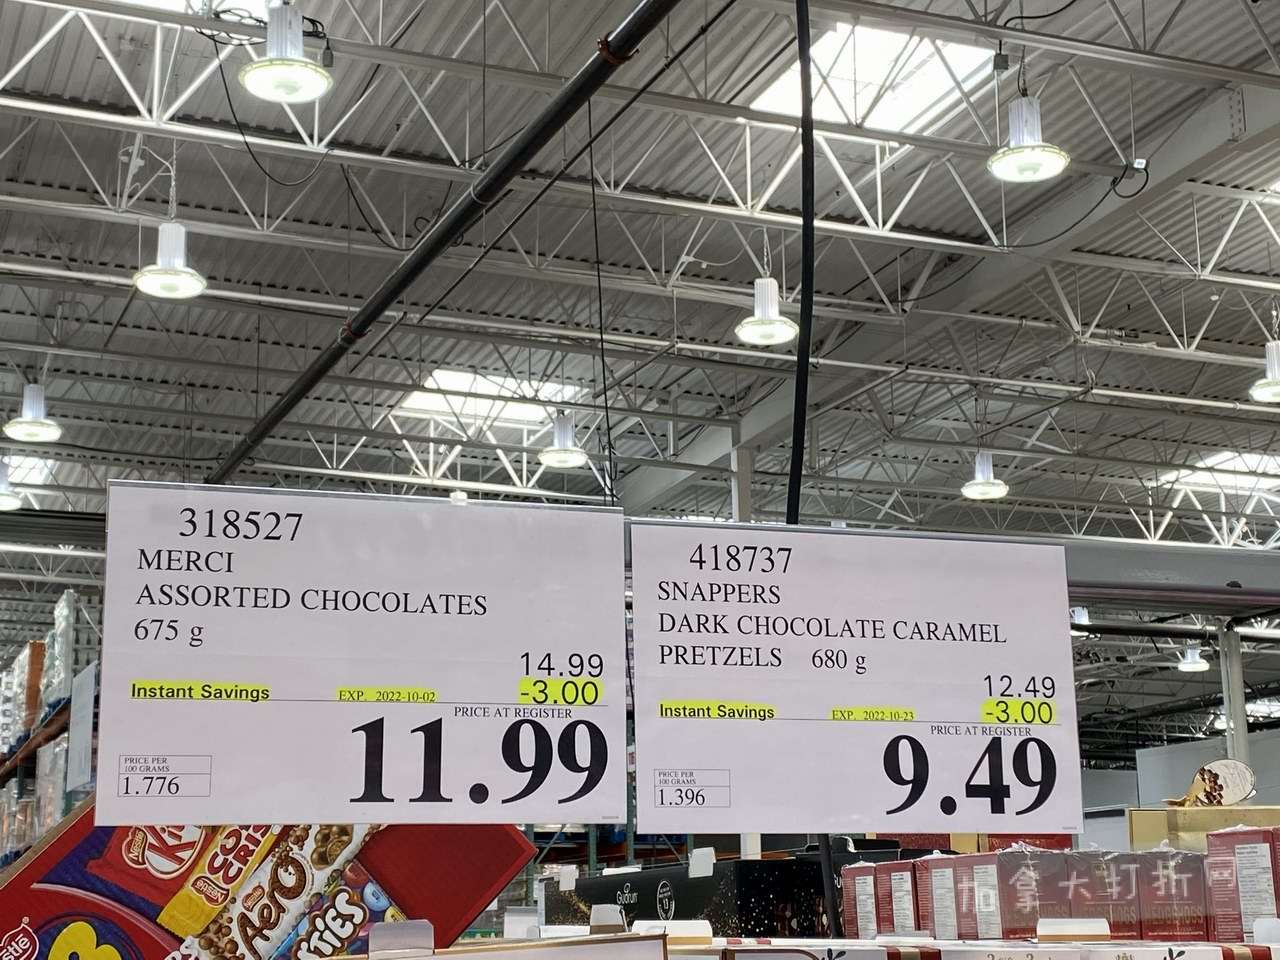 318527
MERCI
ASSORTED CHOCOLATES
675 g
14.99
Instant Savings EXP. 2022-10-02 -3.00
PRICE AT REGISTER
11.99
PRICE PER
100 GRAMS
1.776
418737
SNAPPERS
DARK CHOCOLATE CARAMEL
PRETZELS 680 g
12.49
Instant Savings EXP. 2022-10-23 -3.00
PRICE AT REGISTER
9.49
PRICE PER
100 GRAMS
1.396
Nestlé
Nestlé
AERO
Nestlé
加拿大打折